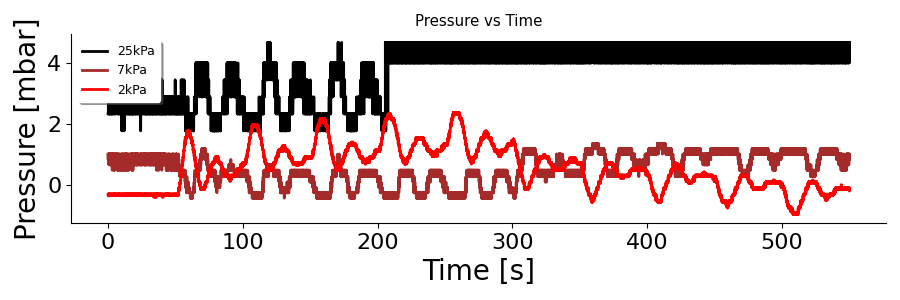 Pressure vs Time
Pressure [mbar]
4
2
0
25kPa
7kPa
2kPa
0 100 200 300 400 500
Time [s]